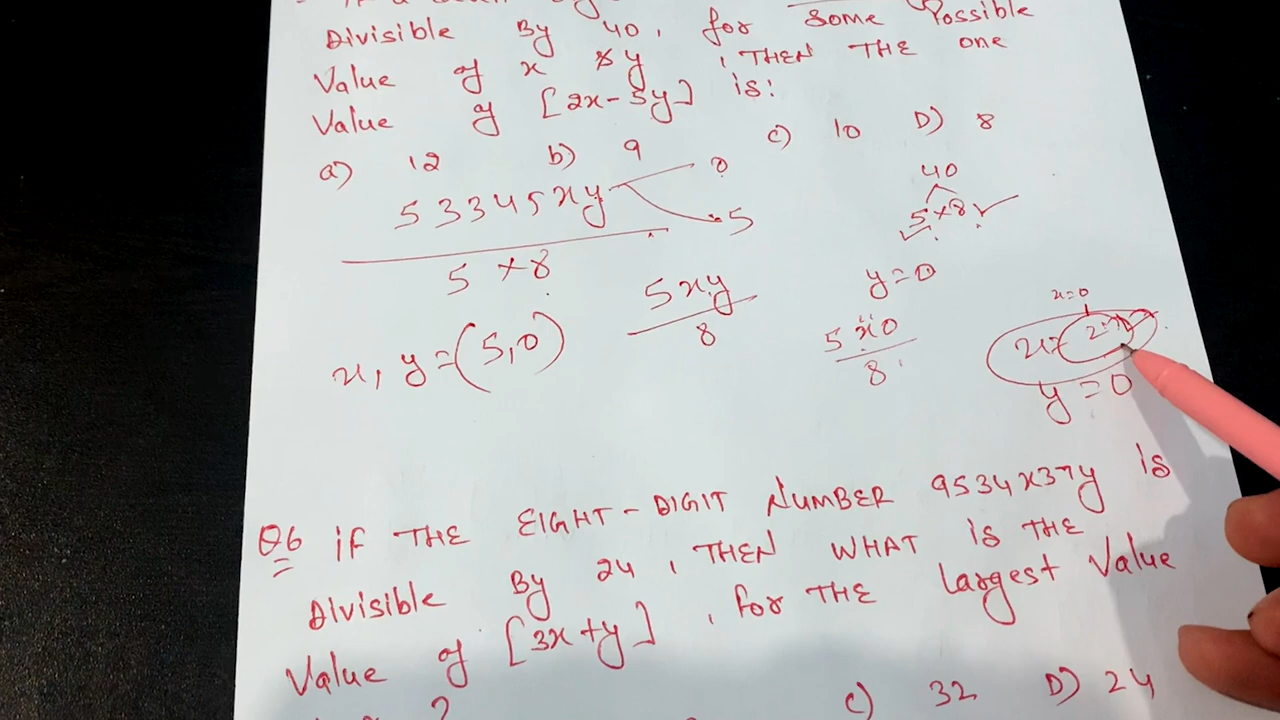 Divisible By 40, for some Possible
Value of x & y, THEN THE one
Value of [2x-5y] is:
a) 12 b) 9 c) 10 D) 8
53345xy
0
5
5×8
40
5×8
x, y=(5,0)
5xy
8
y=0
5x0
8
x=0
y=0
Q6 if THE EIGHT-DIGIT NUMBER 9534x37y is
Divisible By 24, THEN WHAT is THE
Value of [3x+y], for THE largest Value
? c) 32 D) 24